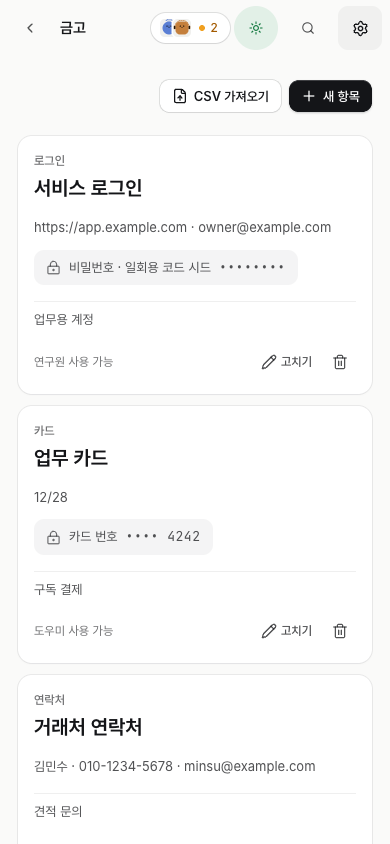 금고
2
CSV 가져오기
새 항목
로그인
서비스 로그인
https://app.example.com · owner@example.com
비밀번호 · 일회용 코드 시드 ••••••••
업무용 계정
연구원 사용 가능
고치기
카드
업무 카드
12/28
카드 번호 •••• 4242
구독 결제
도우미 사용 가능
고치기
연락처
거래처 연락처
김민수 · 010-1234-5678 · minsu@example.com
견적 문의